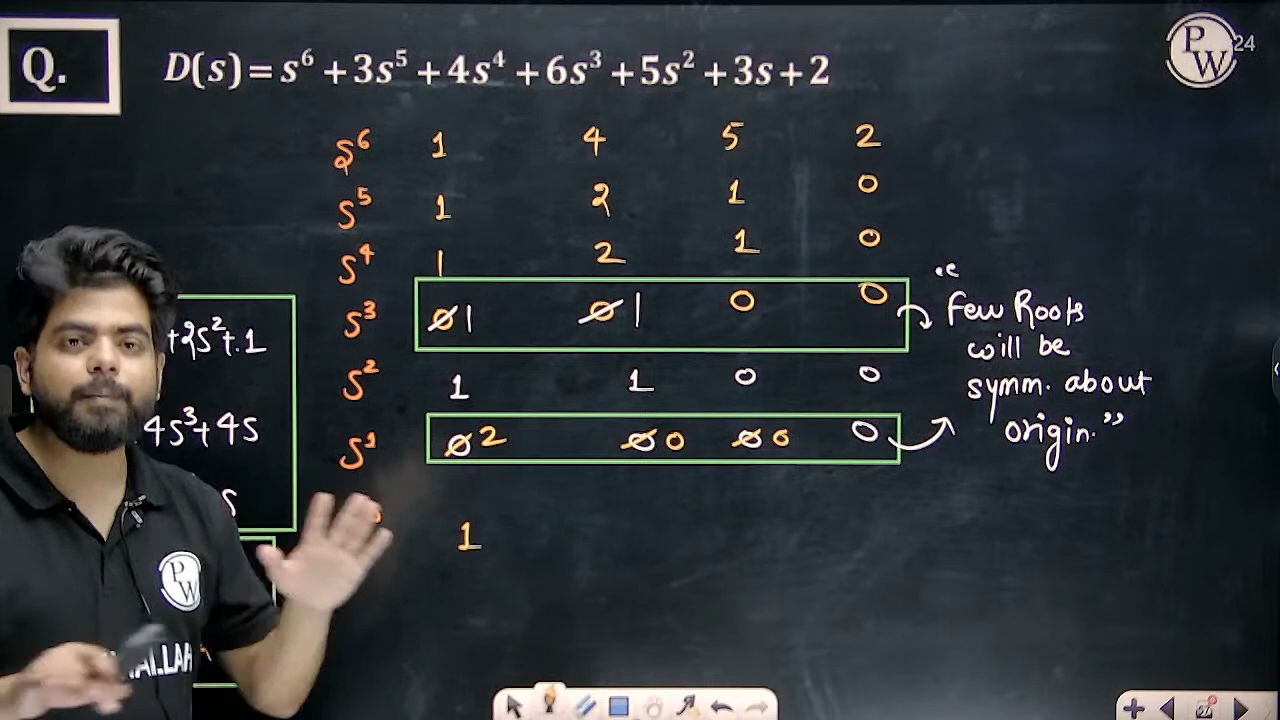 Q.
D(s) = s⁶ + 3s⁵ + 4s⁴ + 6s³ + 5s² + 3s + 2
PW
24
S⁶ 1 4 5 2
S⁵ 1 2 1 0
S⁴ 1 2 1 0
S³ 0̸ 1 0̸ 1 0 0
S² 1 1 0 0
S¹ 0̸ 2 0̸ 0 0̸ 0 0
1
“Few Roots
will be
symm. about
origin.”
+2S²+1
4S³+4S
S
PW
ALLAH